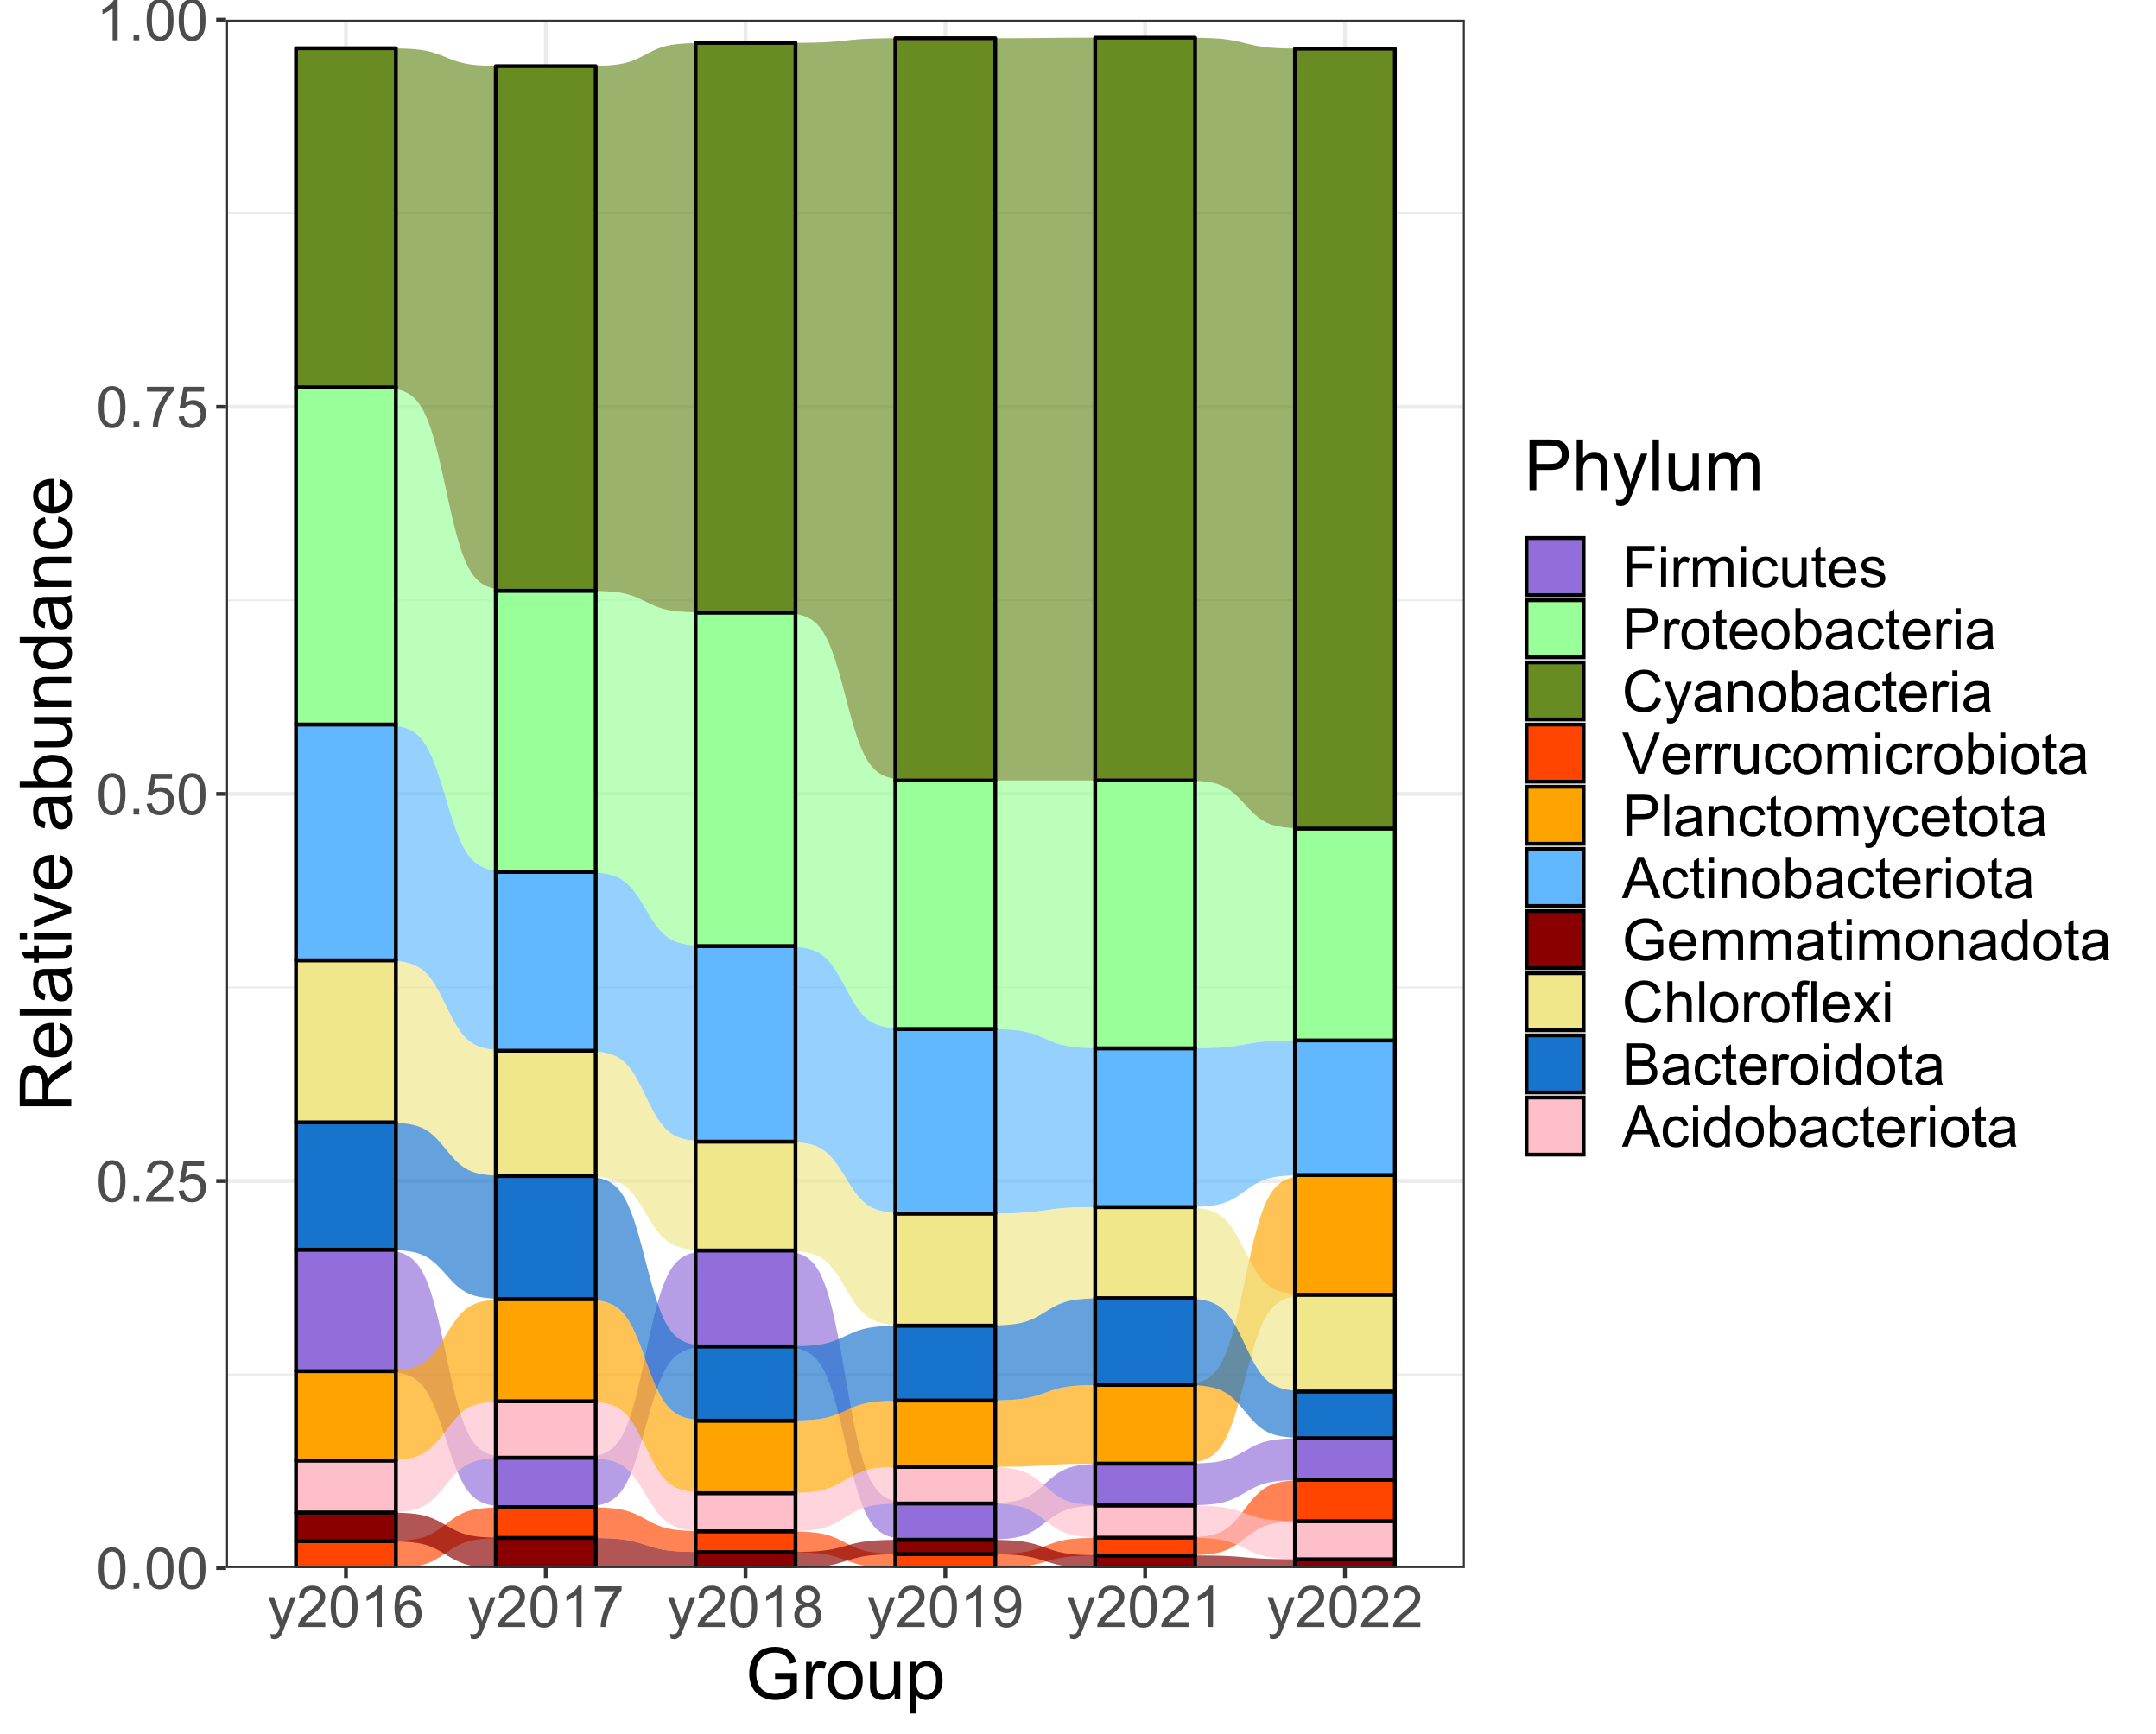 1.00
0.75
0.50
0.25
0.00
Relative abundance
y2016 y2017 y2018 y2019 y2021 y2022
Group
Phylum
Firmicutes
Proteobacteria
Cyanobacteria
Verrucomicrobiota
Planctomycetota
Actinobacteriota
Gemmatimonadota
Chloroflexi
Bacteroidota
Acidobacteriota